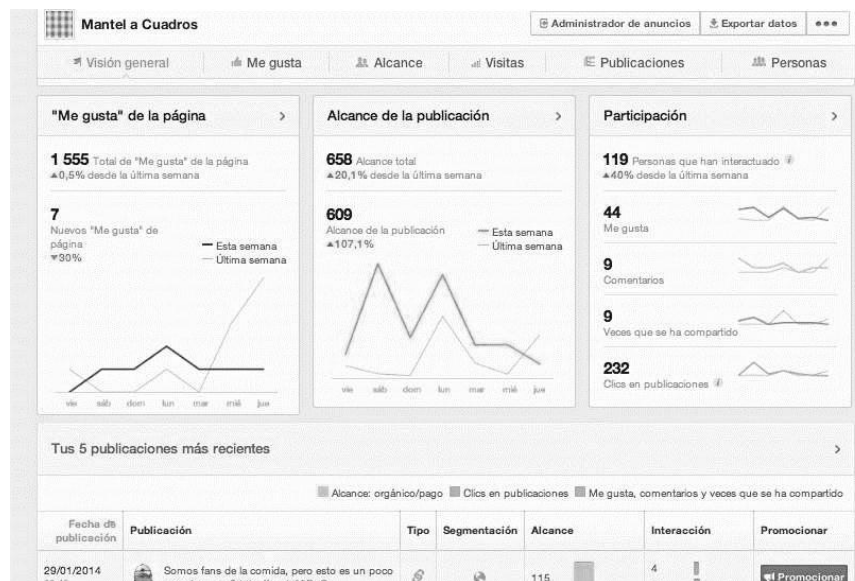 Mantel a Cuadros
Administrador de anuncios
Exportar datos
Visión general
Me gusta
Alcance
Visitas
Publicaciones
Personas
"Me gusta" de la página
1 555 Total de "Me gusta" de la página
0,5% desde la última semana
7
Nuevos "Me gusta" de
página
30%
Esta semana
Última semana
vie sáb dom lun mar mié jue
Alcance de la publicación
658 Alcance total
20,1% desde la última semana
609
Alcance de la publicación
107,1%
Esta semana
Última semana
vie sáb dom lun mar mié jue
Participación
119 Personas que han interactuado
40% desde la última semana
44
Me gusta
9
Comentarios
9
Veces que se ha compartido
232
Clics en publicaciones
Tus 5 publicaciones más recientes
Alcance: orgánico/pago Clics en publicaciones Me gusta, comentarios y veces que se ha compartido
Fecha de
publicación
Publicación
Tipo
Segmentación
Alcance
Interacción
Promocionar
29/01/2014
Somos fans de la comida, pero esto es un poco
115
4
Promocionar